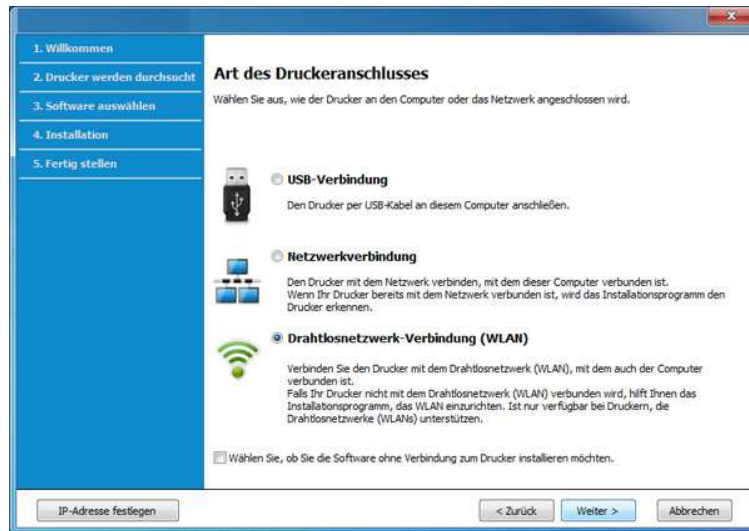 1. Willkommen
2. Drucker werden durchsucht
3. Software auswählen
4. Installation
5. Fertig stellen
Art des Druckeranschlusses
Wählen Sie aus, wie der Drucker an den Computer oder das Netzwerk angeschlossen wird.
USB-Verbindung
Den Drucker per USB-Kabel an diesem Computer anschließen.
Netzwerkverbindung
Den Drucker mit dem Netzwerk verbinden, mit dem dieser Computer verbunden ist.
Wenn Ihr Drucker bereits mit dem Netzwerk verbunden ist, wird das Installationsprogramm den
Drucker erkennen.
Drahtlosnetzwerk-Verbindung (WLAN)
Verbinden Sie den Drucker mit dem Drahtlosnetzwerk (WLAN), mit dem auch der Computer
verbunden ist.
Falls Ihr Drucker nicht mit dem Drahtlosnetzwerk (WLAN) verbunden wird, hilft Ihnen das
Installationsprogramm, das WLAN einzurichten. Ist nur verfügbar bei Druckern, die
Drahtlosnetzwerke (WLANs) unterstützen.
Wählen Sie, ob Sie die Software ohne Verbindung zum Drucker installieren möchten.
IP-Adresse festlegen
< Zurück
Weiter >
Abbrechen